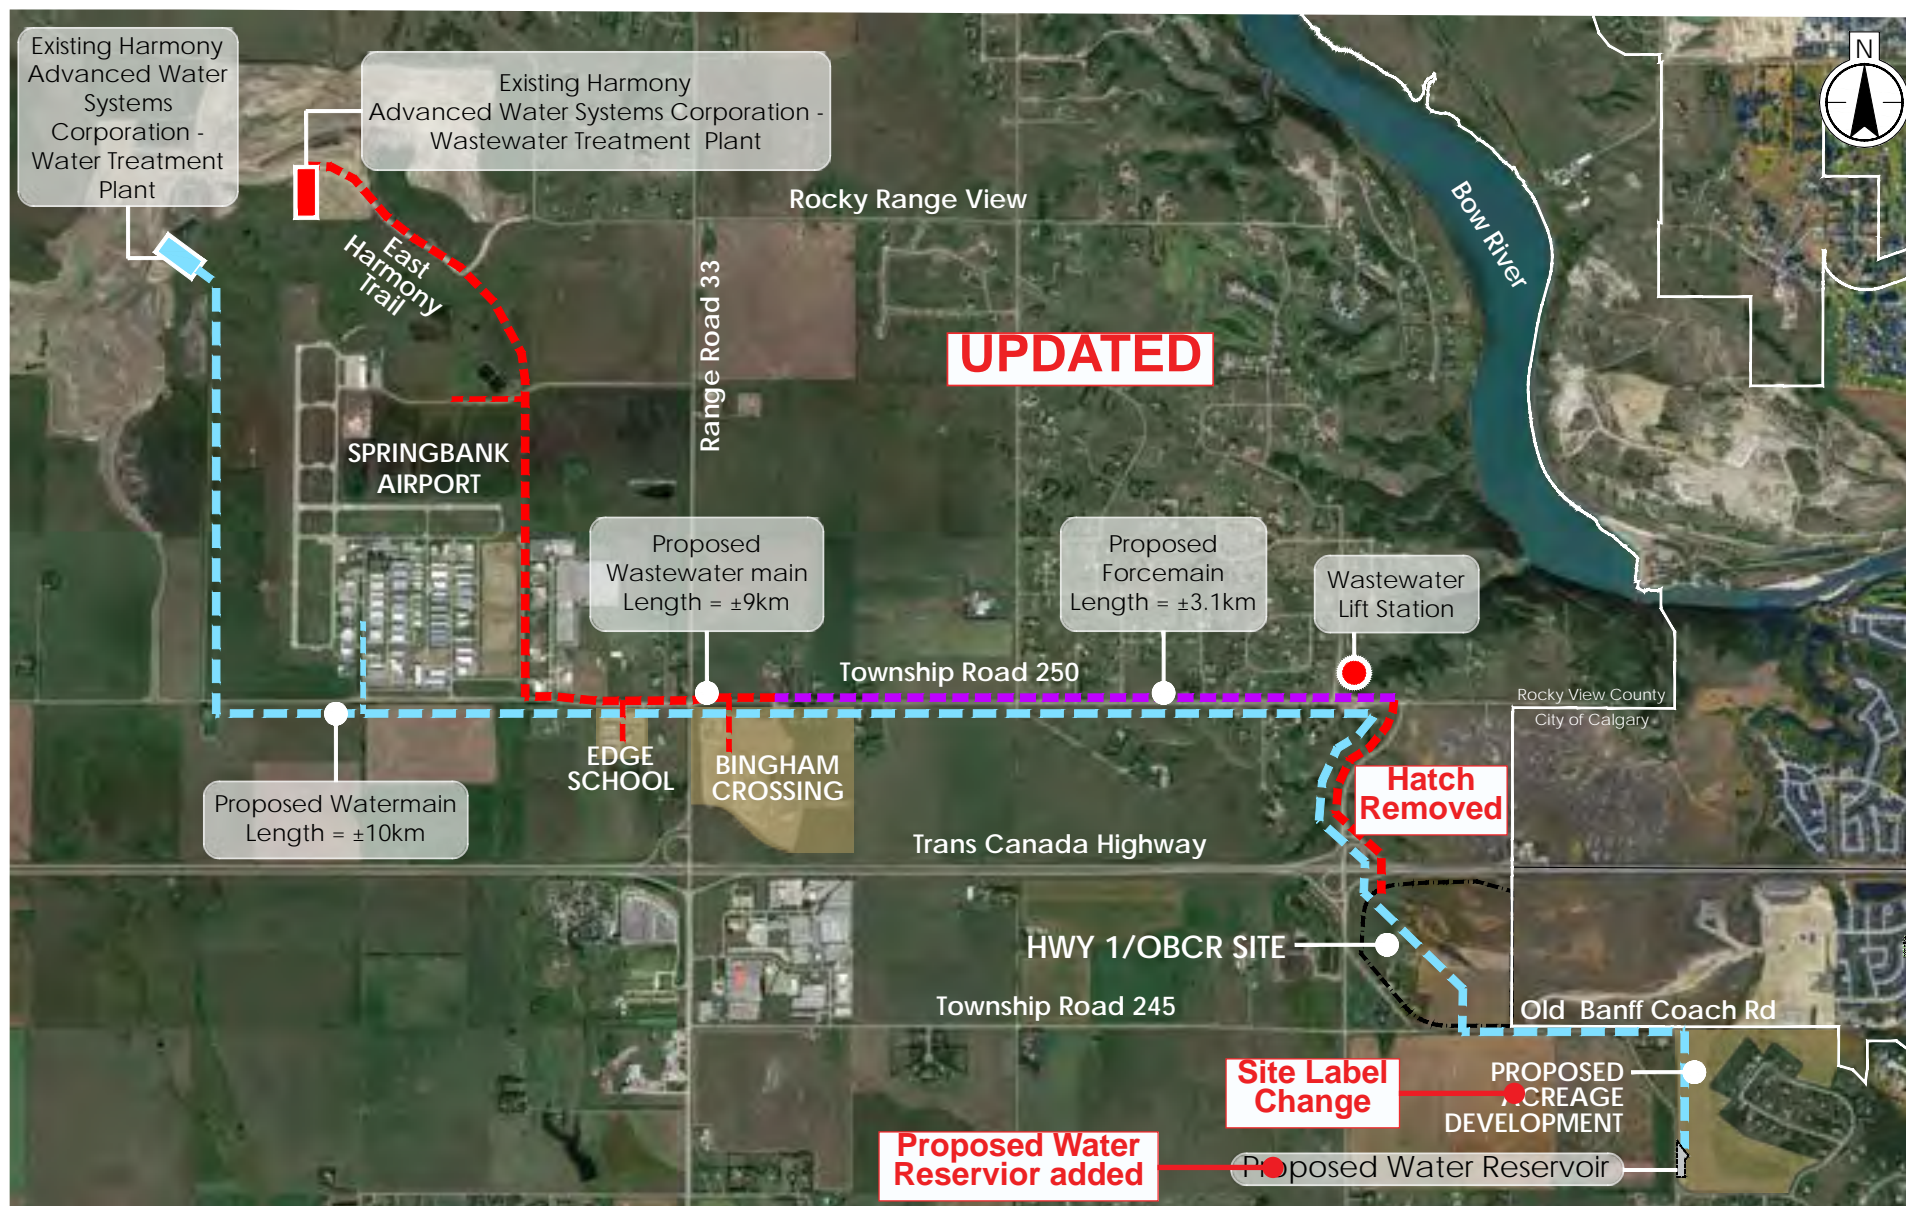 Existing Harmony
Advanced Water
Systems
Corporation -
Water Treatment
Plant
Existing Harmony
Advanced Water Systems Corporation -
Wastewater Treatment Plant
N
Rocky Range View
Bow River
East
Harmony
Trail
Range Road 33
UPDATED
SPRINGBANK
AIRPORT
Proposed
Wastewater main
Length = ±9km
Proposed
Forcemain
Length = ±3.1km
Wastewater
Lift Station
Township Road 250
Rocky View County
City of Calgary
EDGE
SCHOOL
BINGHAM
CROSSING
Hatch
Removed
Proposed Watermain
Length = ±10km
Trans Canada Highway
HWY 1/OBCR SITE
Township Road 245
Old Banff Coach Rd
Site Label
Change
PROPOSED
ACREAGE
DEVELOPMENT
Proposed Water
Reservior added
Proposed Water Reservoir